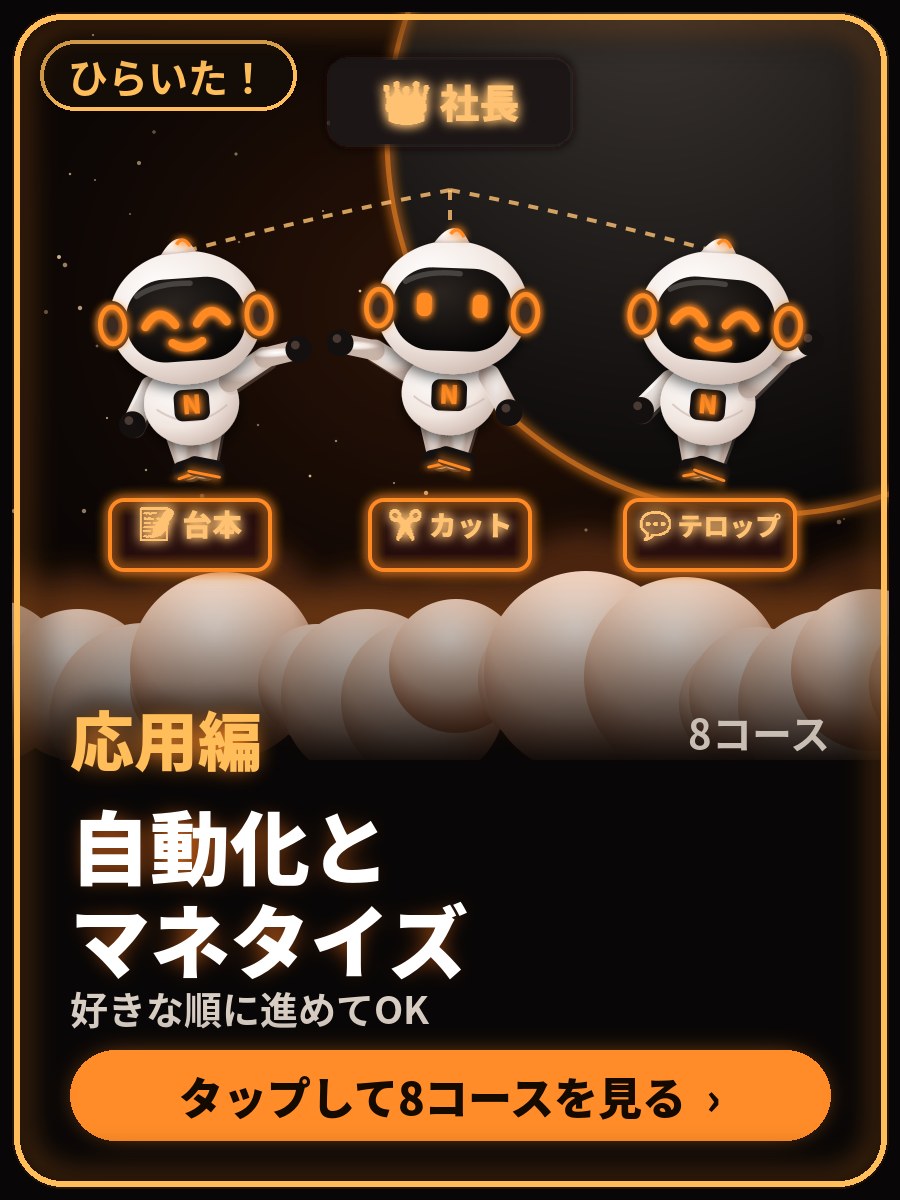 ひらいた！
社長
N
N
N
台本
カット
テロップ
応用編
8コース
自動化と
マネタイズ
好きな順に進めてOK
タップして8コースを見る ›